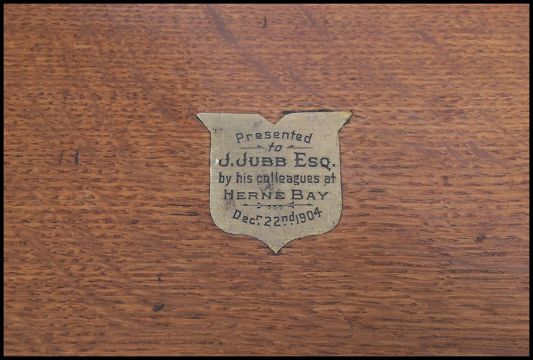 Presented
to
J. JUBB ESQ.
by his colleagues at
HERNE BAY
Decr. 22nd. 1904